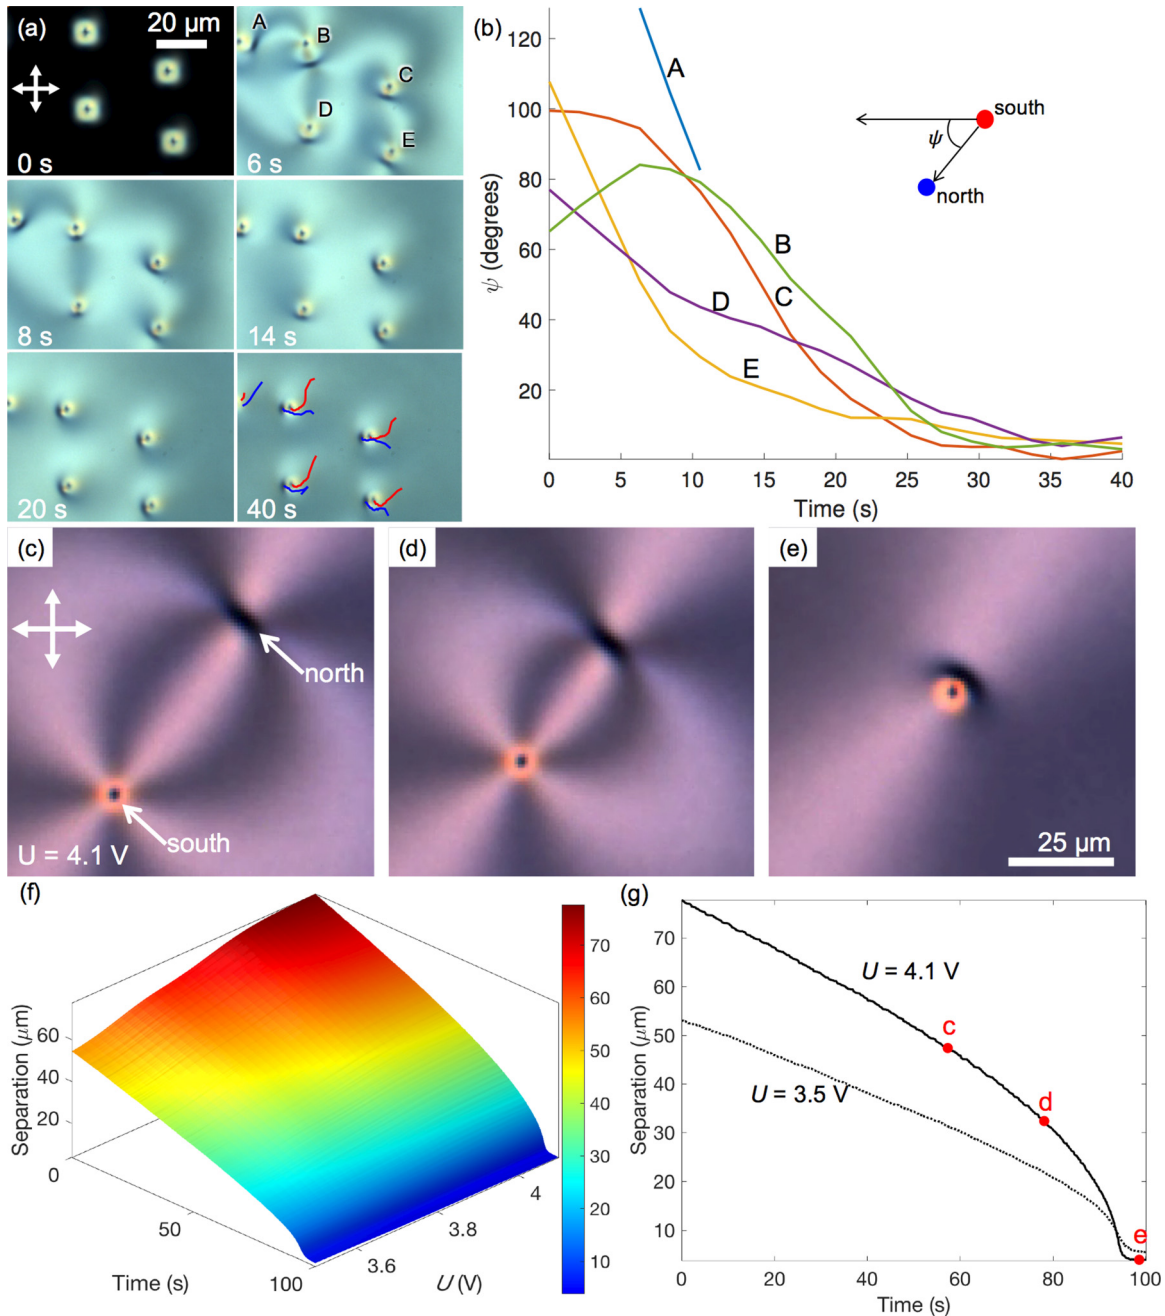 (a)
20 μm
0 s
A
B
C
D
E
6 s
8 s
14 s
20 s
40 s
(b)
120
100
80
60
40
20
ψ (degrees)
A
B
C
D
E
south
ψ
north
0
5
10
15
20
25
30
35
40
Time (s)
(c)
north
south
U = 4.1 V
(d)
(e)
25 μm
(f)
Separation (μm)
60
40
20
0
50
100
Time (s)
3.6
3.8
4
U (V)
70
60
50
40
30
20
10
(g)
Separation (μm)
70
60
50
40
30
20
10
U = 4.1 V
U = 3.5 V
c
d
e
0
20
40
60
80
100
Time (s)